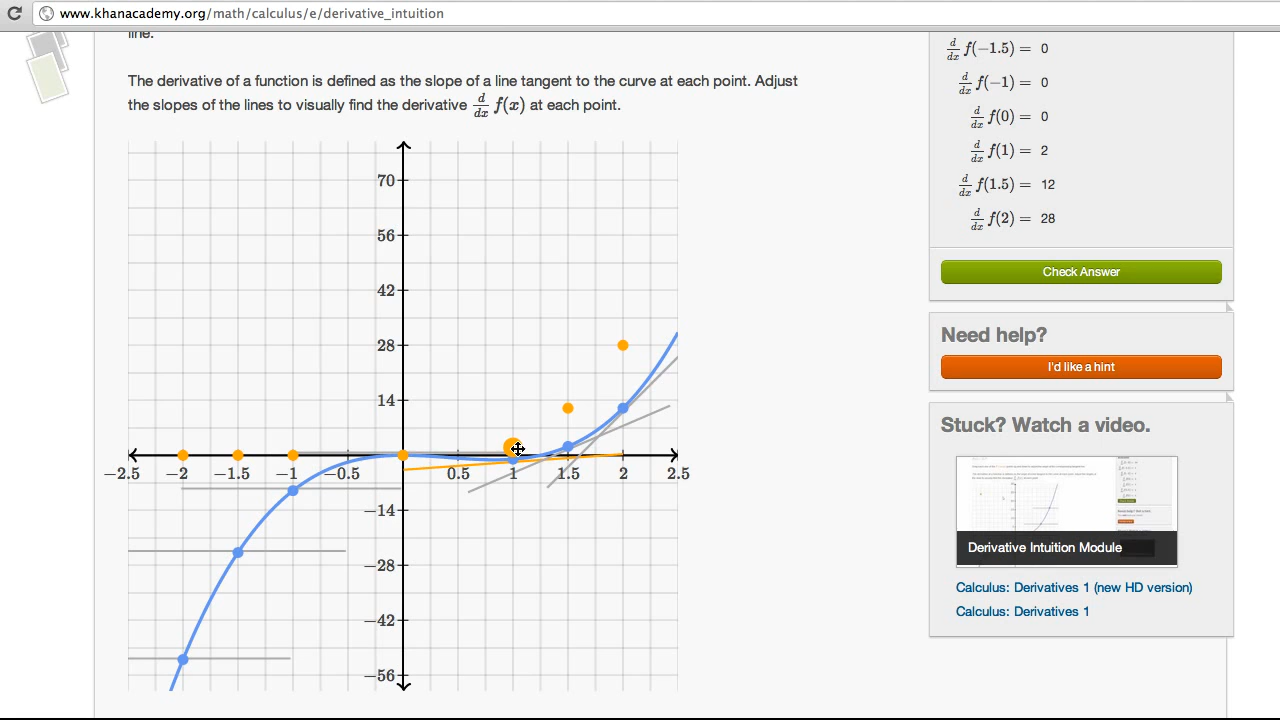 www.khanacademy.org/math/calculus/e/derivative_intuition
line.
The derivative of a function is defined as the slope of a line tangent to the curve at each point. Adjust
the slopes of the lines to visually find the derivative d/dx f(x) at each point.
70
56
42
28
14
−2.5 −2 −1.5 −1 −0.5 0 0.5 1 1.5 2 2.5
−14
−28
−42
−56
d/dx f(−1.5) = 0
d/dx f(−1) = 0
d/dx f(0) = 0
d/dx f(1) = 2
d/dx f(1.5) = 12
d/dx f(2) = 28
Check Answer
Need help?
I'd like a hint
Stuck? Watch a video.
Derivative Intuition Module
Calculus: Derivatives 1 (new HD version)
Calculus: Derivatives 1